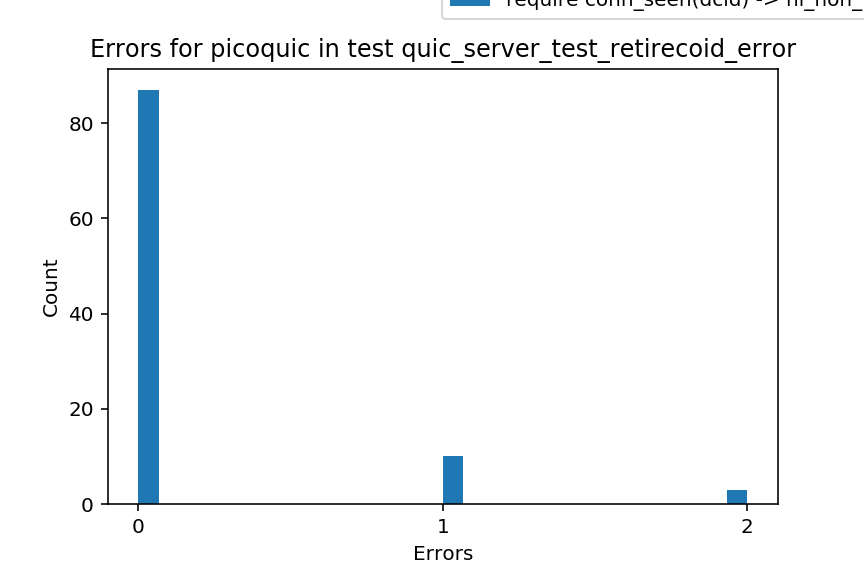 require conn_seen(dcid) -> hi_non_
Errors for picoquic in test quic_server_test_retirecoid_error
80
60
40
20
0
Count
0 1 2
Errors